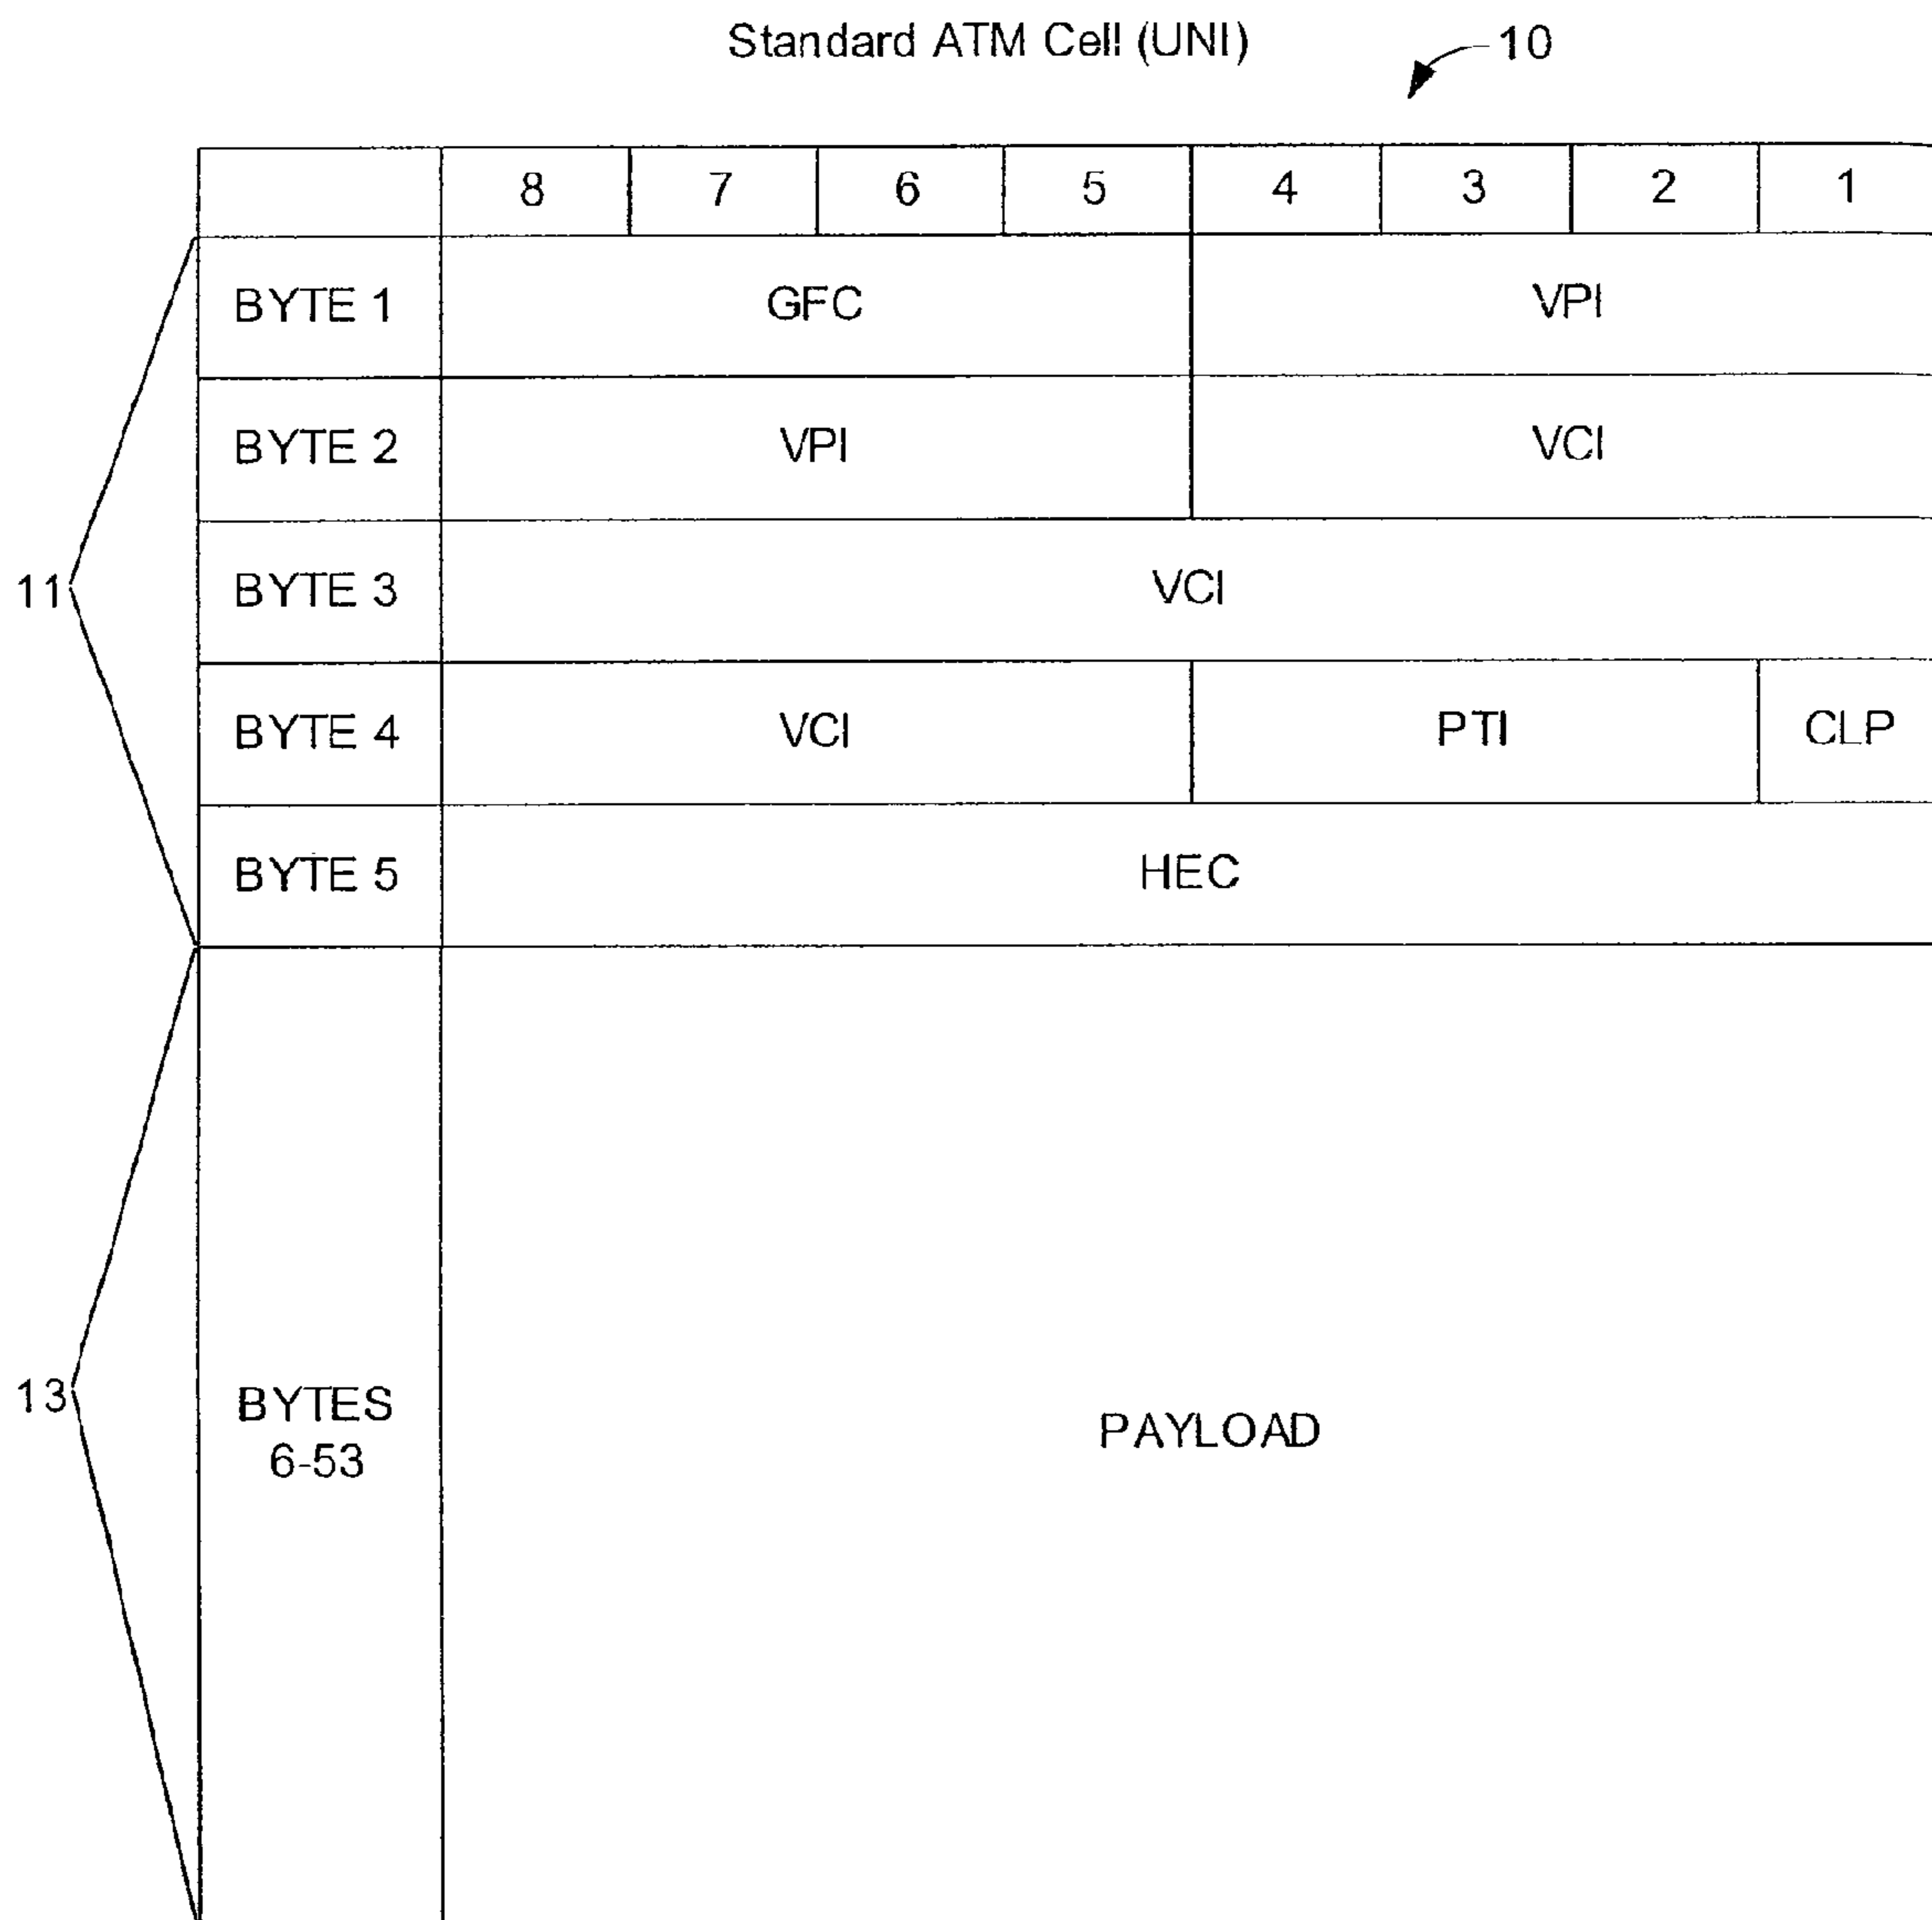 Standard ATM Cell (UNI)
10
8 7 6 5 4 3 2 1
BYTE 1 GFC VPI
BYTE 2 VPI VCI
11
BYTE 3 VCI
BYTE 4 VCI PTI CLP
BYTE 5 HEC
13
BYTES
6-53
PAYLOAD